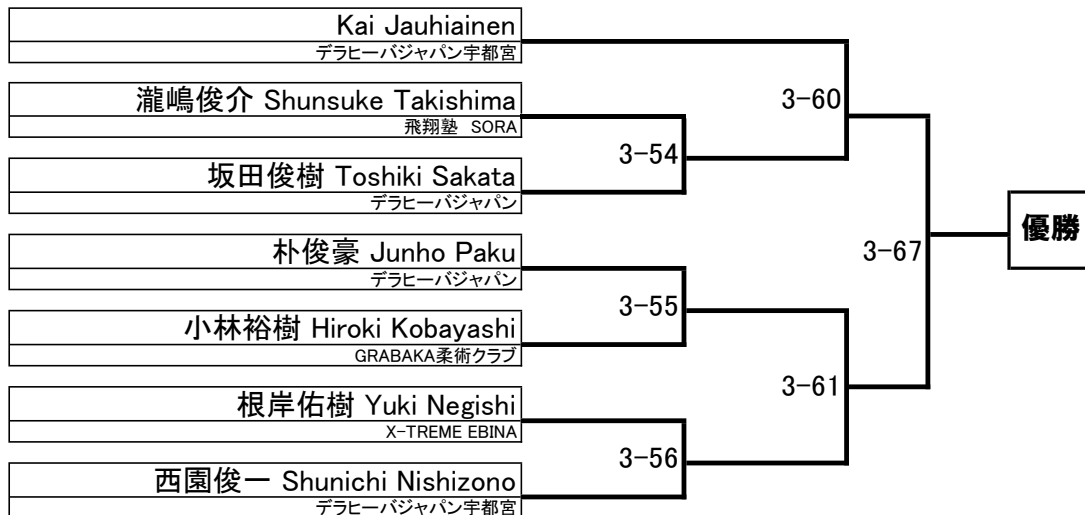 Kai Jauhiainen
デラヒーバジャパン宇都宮
瀧嶋俊介 Shunsuke Takishima
飛翔塾　SORA
坂田俊樹 Toshiki Sakata
デラヒーバジャパン
朴俊豪 Junho Paku
デラヒーバジャパン
小林裕樹 Hiroki Kobayashi
GRABAKA柔術クラブ
根岸佑樹 Yuki Negishi
X-TREME EBINA
西園俊一 Shunichi Nishizono
デラヒーバジャパン宇都宮
3-54
3-55
3-56
3-60
3-61
3-67
優勝